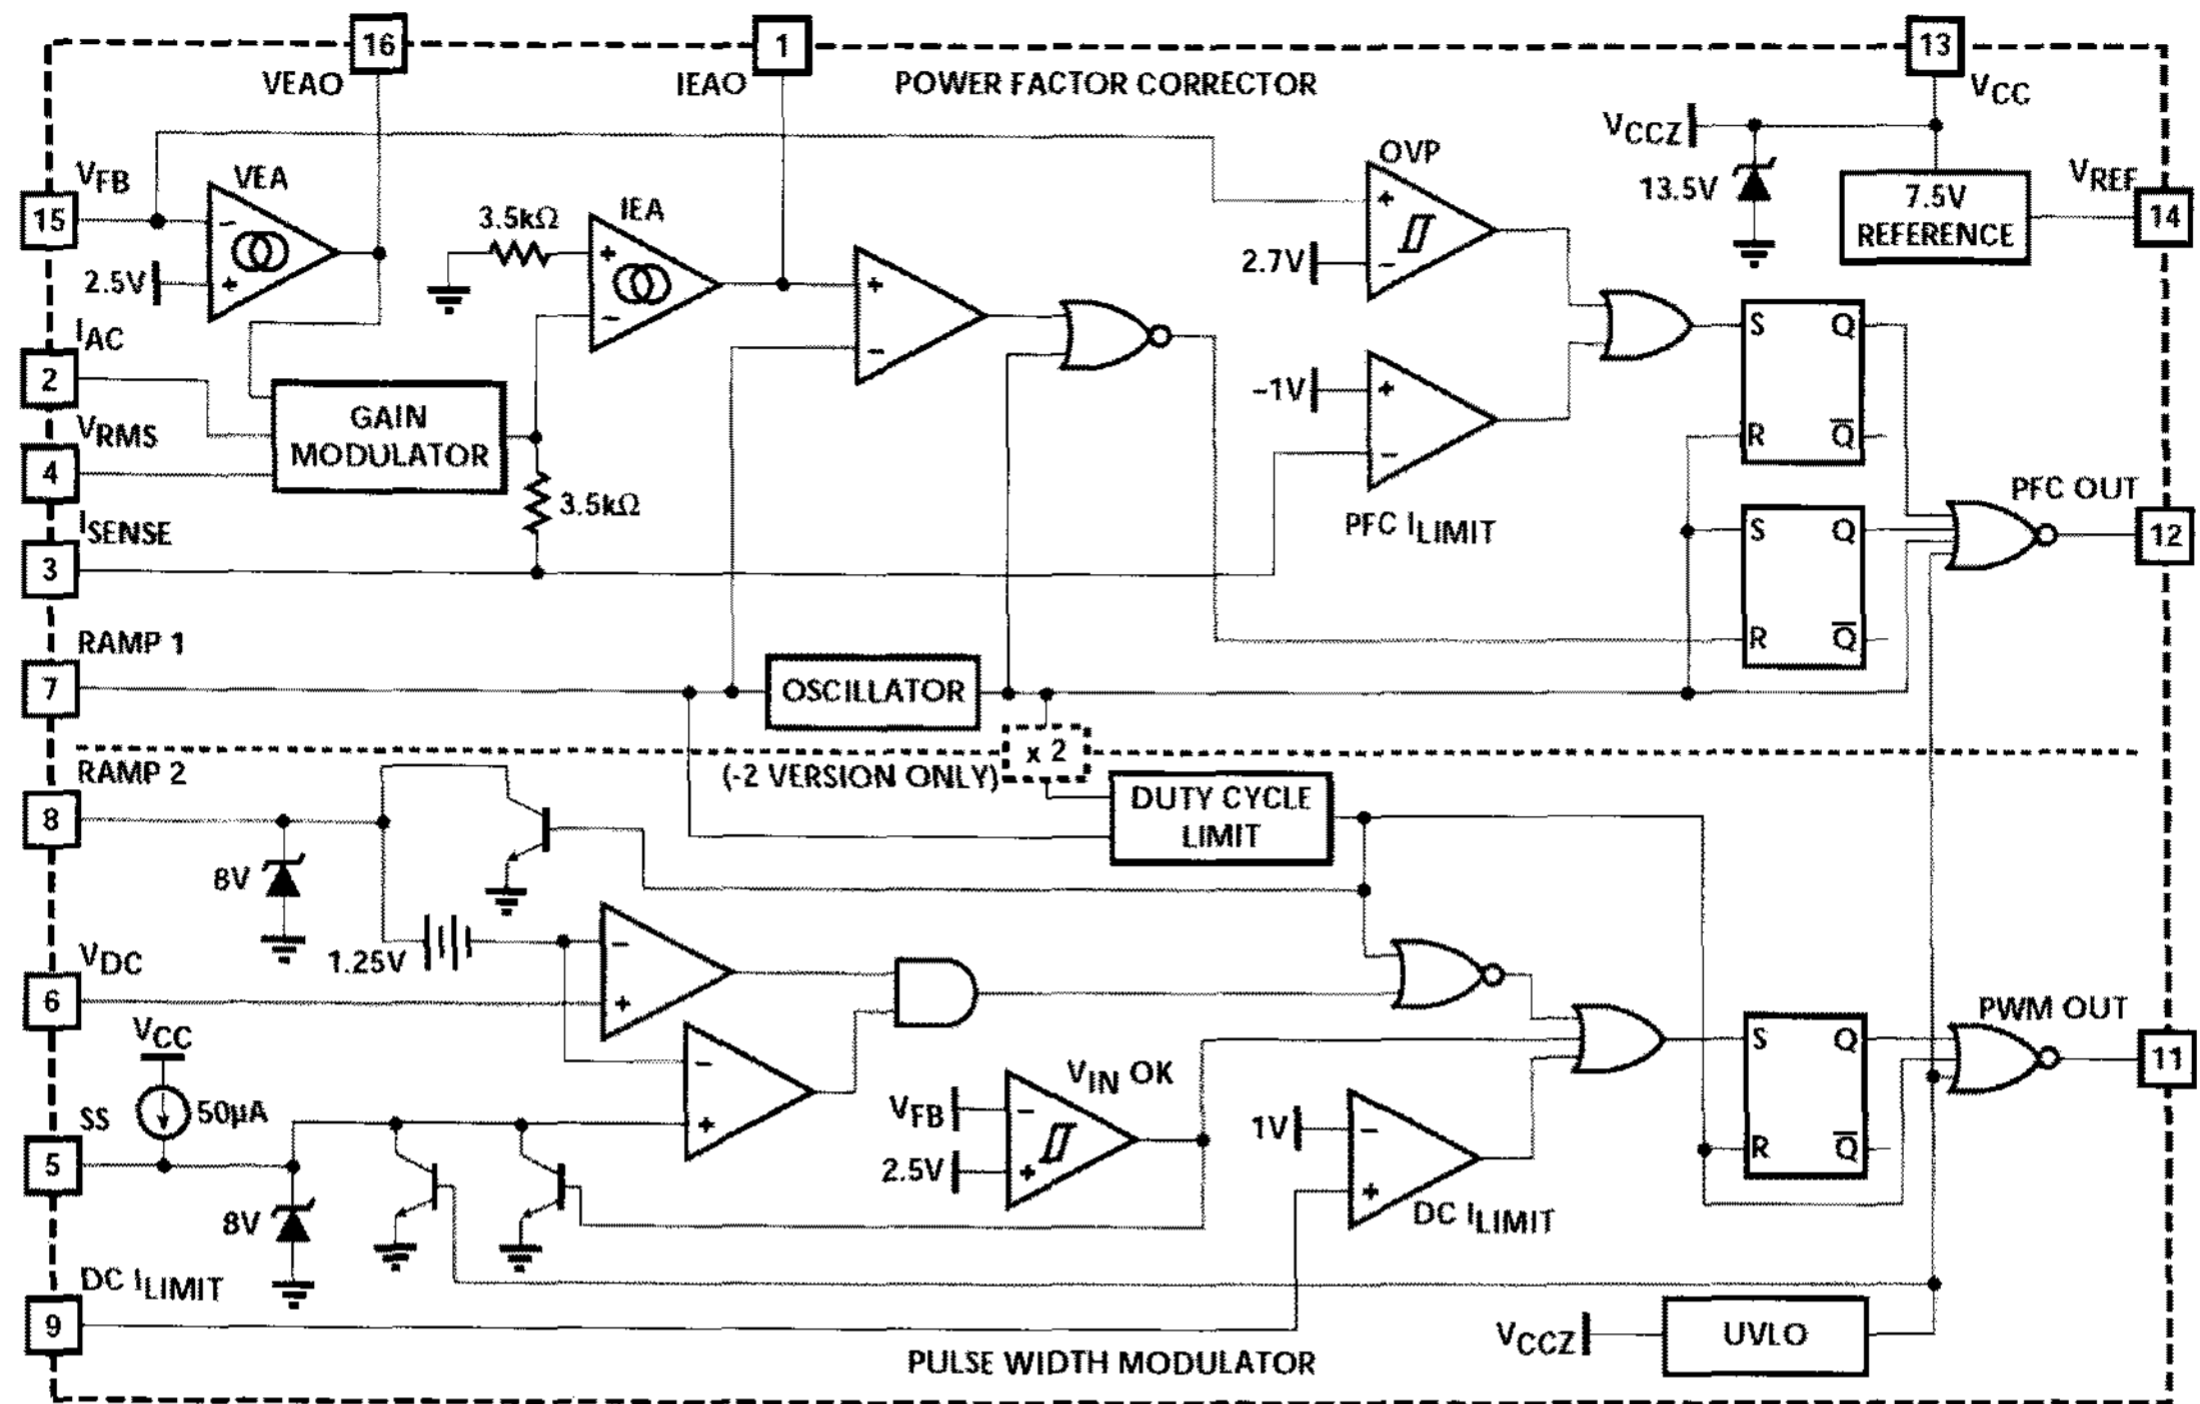 16
1
13
VEAO
IEAO
POWER FACTOR CORRECTOR
VCC
VCCZ
OVP
VFB
VEA
13.5V
VREF
15
3.5kΩ
IEA
7.5V
REFERENCE
14
-
+
2.5V
+
-
+
-
2.7V
+
-
IAC
2
GAIN
MODULATOR
-1V
+
-
S
Q
R
Q̅
VRMS
4
3.5kΩ
PFC ILIMIT
PFC OUT
12
ISENSE
3
S
Q
R
Q̅
RAMP 1
7
OSCILLATOR
x 2
(-2 VERSION ONLY)
RAMP 2
8
DUTY CYCLE
LIMIT
8V
1.25V
-
+
VDC
6
VCC
50µA
SS
5
-
+
VIN OK
VFB
-
2.5V
+
1V
-
+
DC ILIMIT
S
Q
R
Q̅
PWM OUT
11
8V
DC ILIMIT
9
VCCZ
UVLO
PULSE WIDTH MODULATOR